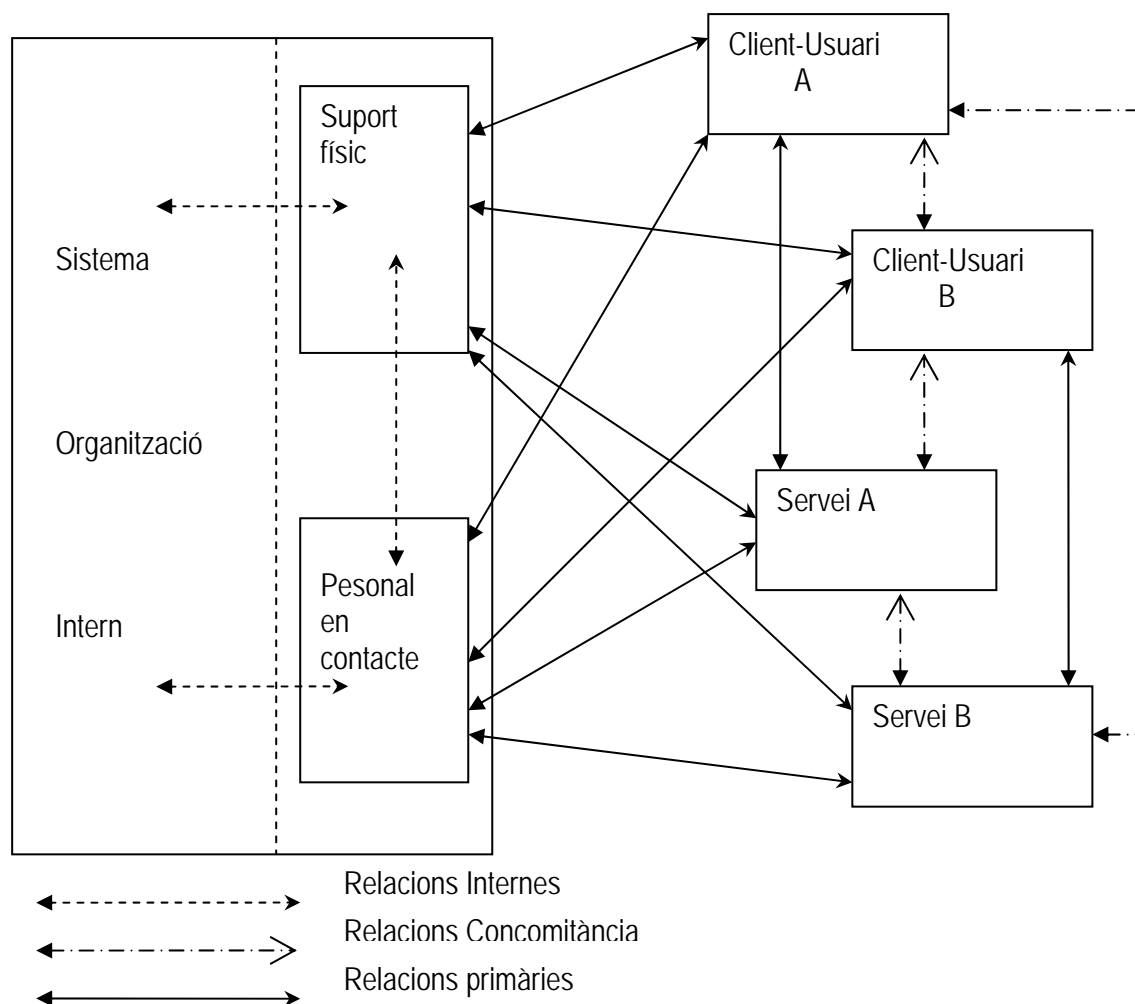 Client-Usuari
A
Suport
físic
Sistema
Client-Usuari
B
Organització
Servei A
Pesonal
en
contacte
Intern
Servei B
Relacions Internes
Relacions Concomitància
Relacions primàries